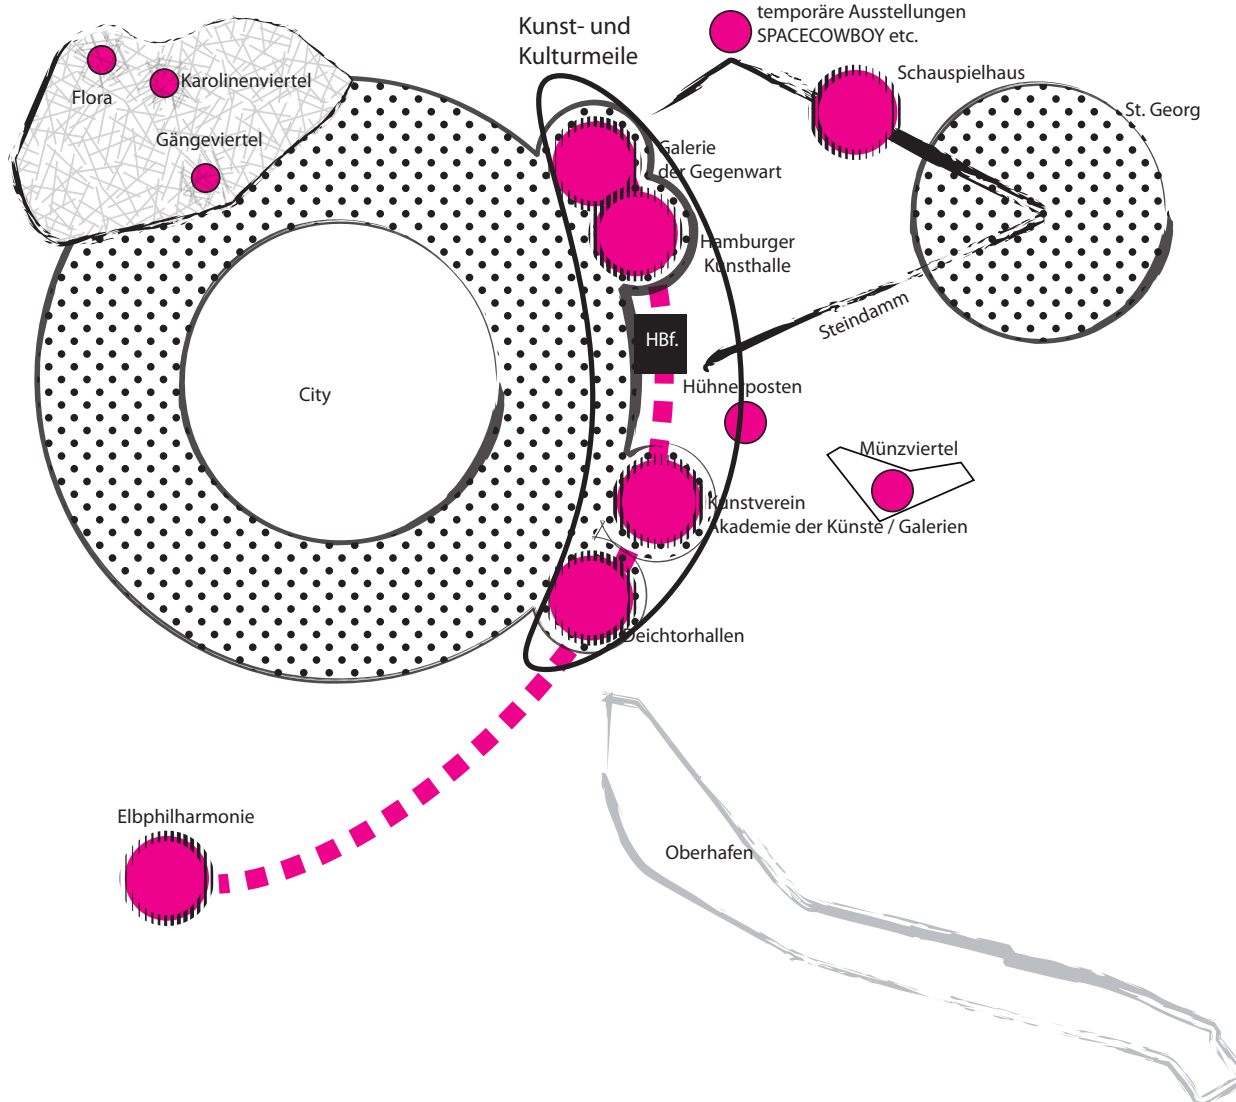 temporäre Ausstellungen
SPACECOWBOY etc.
Kunst- und
Kulturmeile
Schauspielhaus
Karolinenviertel
Flora
St. Georg
Gängeviertel
Galerie
der Gegenwart
Hamburger
Kunsthalle
Steindamm
HBf.
Hühnerposten
City
Münzviertel
Kunstverein
Akademie der Künste / Galerien
Deichtorhallen
Elbphilharmonie
Oberhafen